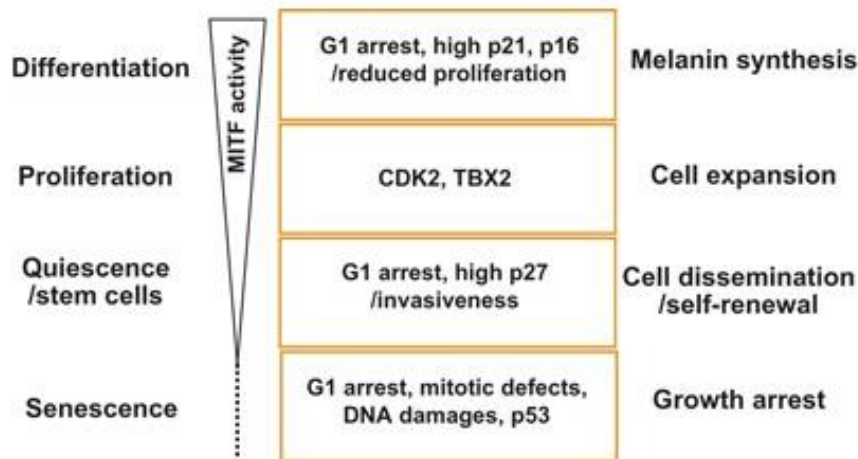 Differentiation
MITF activity
G1 arrest, high p21, p16
/reduced proliferation
Melanin synthesis
Proliferation
CDK2, TBX2
Cell expansion
Quiescence
/stem cells
G1 arrest, high p27
/invasiveness
Cell dissemination
/self-renewal
Senescence
G1 arrest, mitotic defects,
DNA damages, p53
Growth arrest